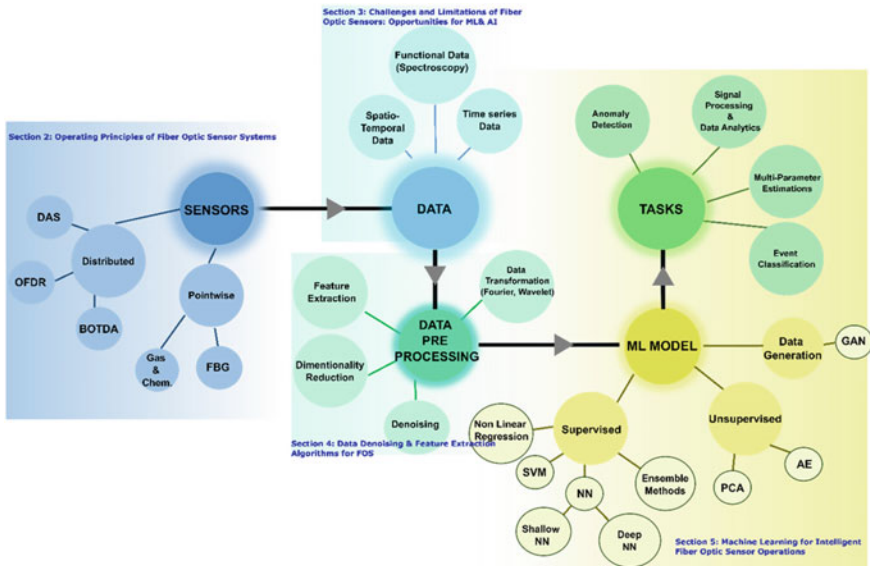 Section 3: Challenges and Limitations of Fiber
Optic Sensors: Opportunities for ML& AI
Functional Data
(Spectroscopy)
Spatio-
Temporal
Data
Time series
Data
DATA
Section 2: Operating Principles of Fiber Optic Sensor Systems
SENSORS
DAS
Distributed
OFDR
BOTDA
Pointwise
Gas
&
Chem.
FBG
Anomaly
Detection
Signal
Processing
&
Data Analytics
Multi-Parameter
Estimations
TASKS
Event
Classification
Feature
Extraction
Data
Transformation
(Fourier, Wavelet)
DATA
PRE
PROCESSING
Dimentionality
Reduction
Denoising
Section 4: Data Denoising & Feature Extraction
Algorithms for FOS
ML MODEL
Data
Generation
GAN
Non Linear
Regression
Supervised
Unsupervised
SVM
NN
Ensemble
Methods
PCA
AE
Shallow
NN
Deep
NN
Section 5: Machine Learning for Intelligent
Fiber Optic Sensor Operations